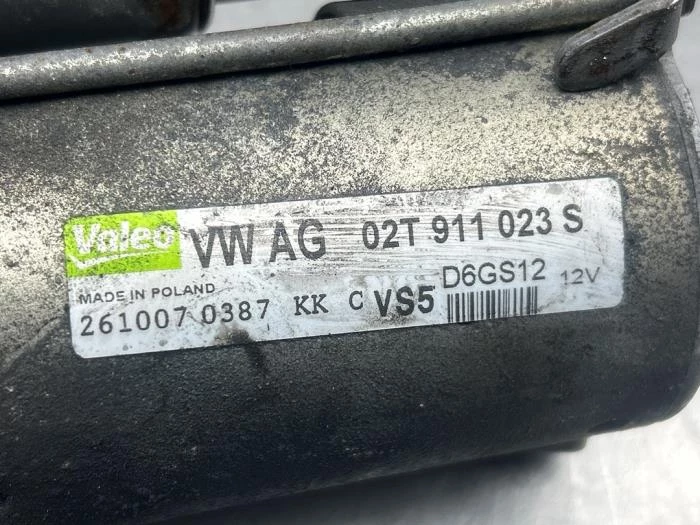 Valeo VW AG 02T 911 023 S
MADE IN POLAND D6GS12 12V
261007 0387 KK C VS5